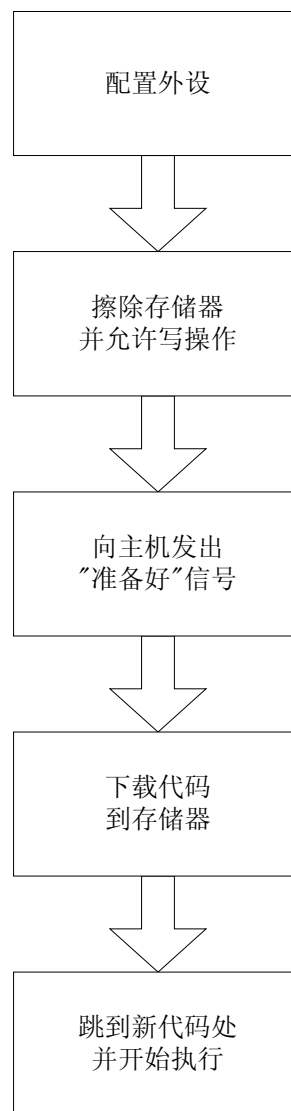 配置外设
擦除存储器
并允许写操作
向主机发出
"准备好"信号
下载代码
到存储器
跳到新代码处
并开始执行